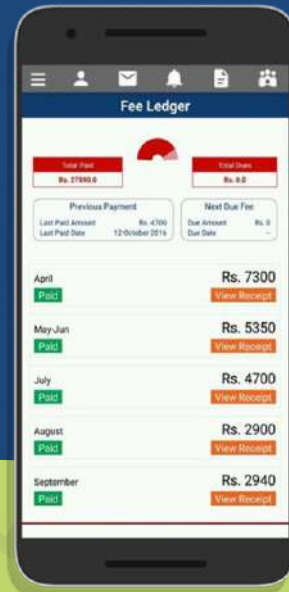 Fee Ledger
Total Paid
Rs. 27890.0
Total Dues
Rs. 0.0
Previous Payment
Last Paid Amount Rs. 4700
Last Paid Date 12-October 2016
Next Due Fee
Due Amount Rs. 0
Due Date --
April Rs. 7300
Paid View Receipt
May-Jun Rs. 5350
Paid View Receipt
July Rs. 4700
Paid View Receipt
August Rs. 2900
Paid View Receipt
September Rs. 2940
Paid View Receipt